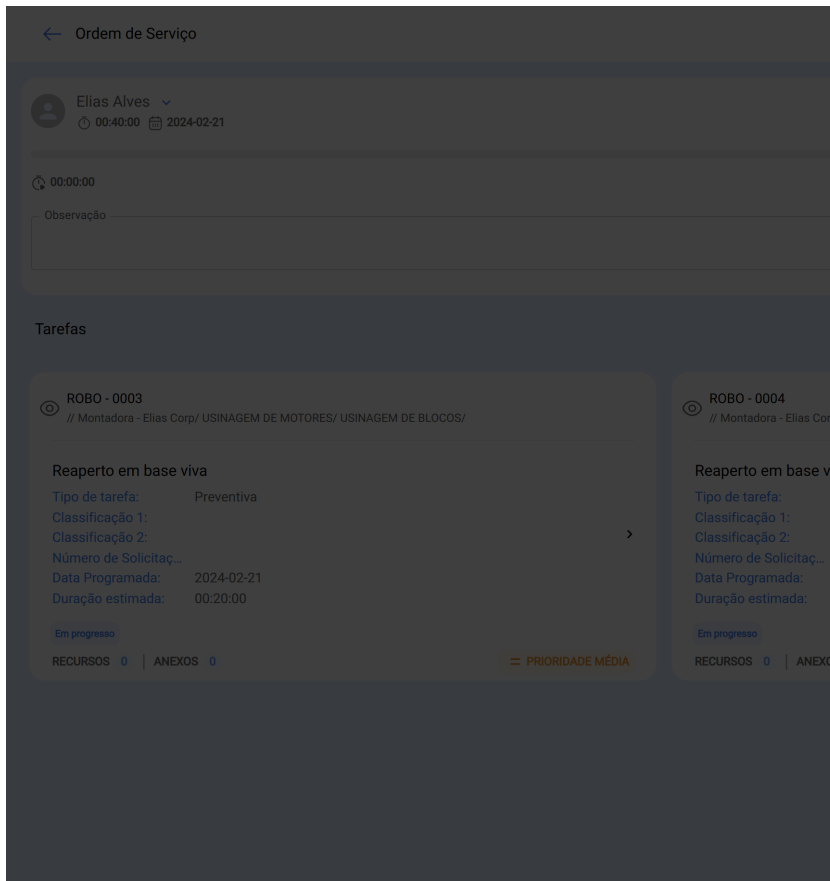 Ordem de Serviço
Elias Alves
00:40:00 2024-02-21
00:00:00
Observação
Tarefas
ROBO - 0003
// Montadora - Elias Corp/ USINAGEM DE MOTORES/ USINAGEM DE BLOCOS/
Reaperto em base viva
Tipo de tarefa: Preventiva
Classificação 1:
Classificação 2:
Número de Solicitaç...
Data Programada: 2024-02-21
Duração estimada: 00:20:00
Em progresso
RECURSOS 0 | ANEXOS 0 = PRIORIDADE MÉDIA
ROBO - 0004
// Montadora - Elias Cor
Reaperto em base v
Tipo de tarefa:
Classificação 1:
Classificação 2:
Número de Solicitaç...
Data Programada:
Duração estimada:
Em progresso
RECURSOS 0 | ANEXO